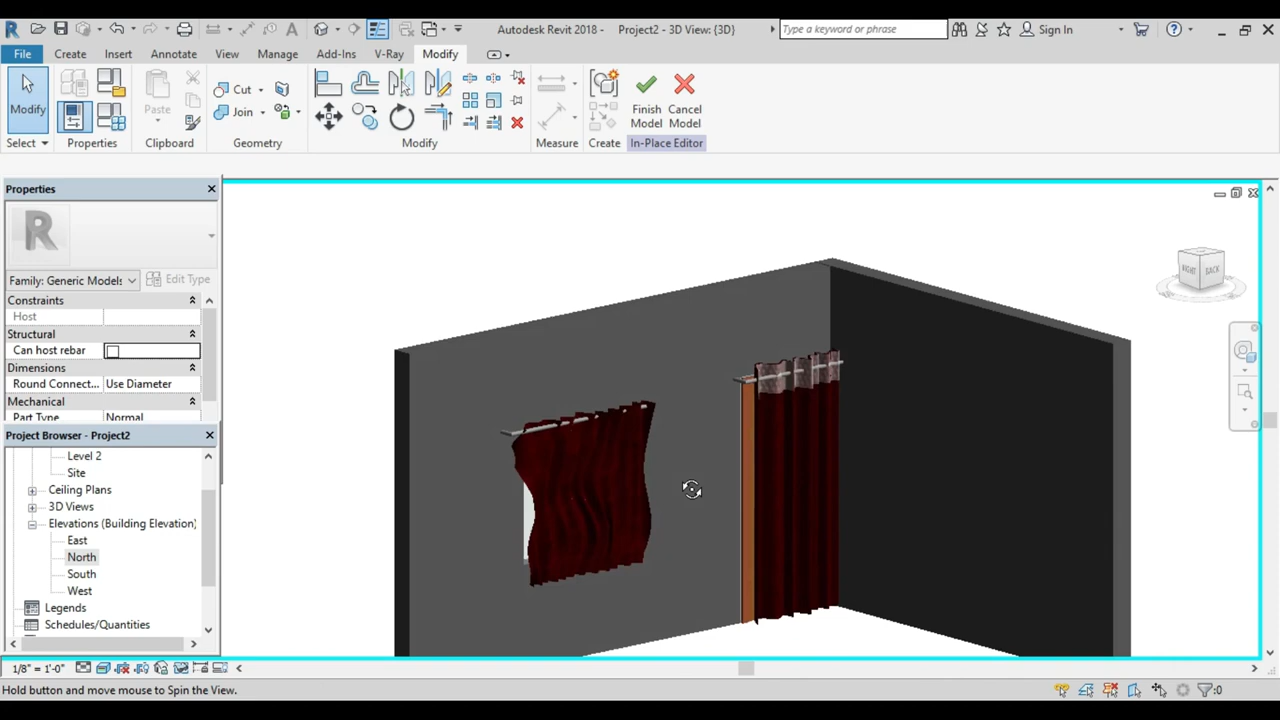 Autodesk Revit 2018 - Project2 - 3D View: {3D}
Type a keyword or phrase
Sign In
File Create Insert Annotate View Manage Add-Ins V-Ray Modify
Modify
Paste
Cut
Join
Finish Model
Cancel Model
Select Properties Clipboard Geometry Modify Measure Create In-Place Editor
Properties
R
Family: Generic Models
Edit Type
Constraints
Host
Structural
Can host rebar
Dimensions
Round Connect... Use Diameter
Mechanical
Part Type Normal
Project Browser - Project2
Level 2
Site
Ceiling Plans
3D Views
Elevations (Building Elevation)
East
North
South
West
Legends
Schedules/Quantities
RIGHT BACK
1/8" = 1'-0"
Hold button and move mouse to Spin the View.
:0